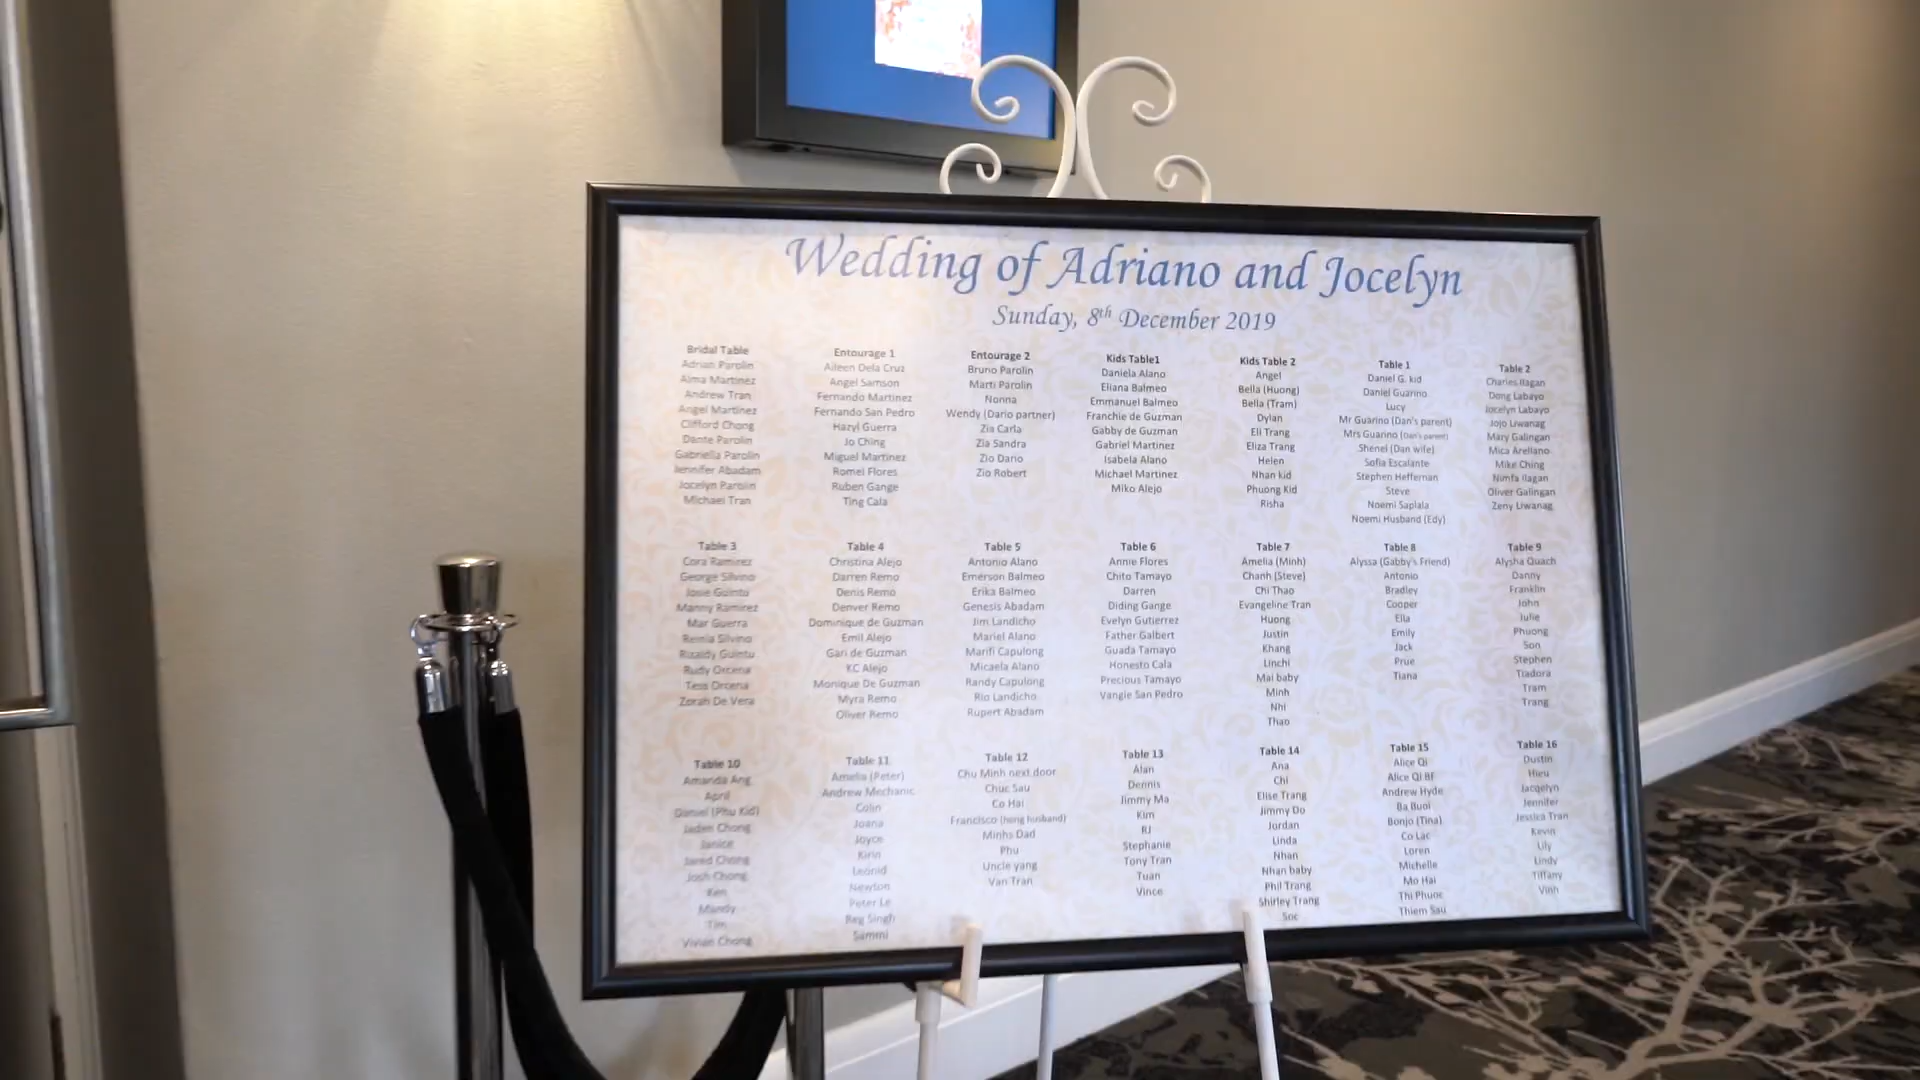 Wedding of Adriano and Jocelyn
Sunday, 8th December 2019
Bridal Table
Adrian Parolin
Alma Martinez
Andrew Tran
Angel Martinez
Clifford Chong
Dante Parolin
Gabriella Parolin
Jennifer Abadam
Jocelyn Parolin
Michael Tran
Entourage 1
Aileen Dela Cruz
Angel Samson
Fernando Martinez
Fernando San Pedro
Hazyl Guerra
Jo Ching
Miguel Martinez
Romel Flores
Ruben Gange
Ting Cala
Entourage 2
Bruno Parolin
Marti Parolin
Nonna
Wendy (Dario partner)
Zia Carla
Zia Sandra
Zio Dario
Zio Robert
Kids Table1
Daniela Alano
Eliana Balmeo
Emmanuel Balmeo
Franchie de Guzman
Gabby de Guzman
Gabriel Martinez
Isabela Alano
Michael Martinez
Miko Alejo
Kids Table 2
Angel
Bella (Huong)
Bella (Tram)
Dylan
Eli Trang
Eliza Trang
Helen
Nhan kid
Phuong Kid
Risha
Table 1
Daniel G. kid
Daniel Guarino
Lucy
Mr Guarino (Dan's parent)
Mrs Guarino (Dan's parent)
Shenel (Dan wife)
Sofia Escalante
Stephen Heffernan
Steve
Noemi Saplala
Noemi Husband (Edy)
Table 2
Charles Ilagan
Dong Labayo
Jocelyn Labayo
Jojo Liwanag
Mary Galingan
Mica Arellano
Mike Ching
Nimfa Ilagan
Oliver Galingan
Zeny Liwanag
Table 3
Cora Ramirez
George Silvino
Josie Guintu
Manny Ramirez
Mar Guerra
Remia Silvino
Rizaldy Guintu
Rudy Orcena
Tess Orcena
Zorah De Vera
Table 4
Christina Alejo
Darren Remo
Denis Remo
Denver Remo
Dominique de Guzman
Emil Alejo
Gari de Guzman
KC Alejo
Monique De Guzman
Myra Remo
Oliver Remo
Table 5
Antonio Alano
Emerson Balmeo
Erika Balmeo
Genesis Abadam
Jim Landicho
Mariel Alano
Marifi Capulong
Micaela Alano
Randy Capulong
Rio Landicho
Rupert Abadam
Table 6
Annie Flores
Chito Tamayo
Darren
Diding Gange
Evelyn Gutierrez
Father Galbert
Guada Tamayo
Honesto Cala
Precious Tamayo
Vangie San Pedro
Table 7
Amelia (Minh)
Chanh (Steve)
Chi Thao
Evangeline Tran
Huong
Justin
Khang
Linchi
Mai baby
Minh
Nhi
Thao
Table 8
Alyssa (Gabby's Friend)
Antonio
Bradley
Cooper
Ella
Emily
Jack
Prue
Tiana
Table 9
Alysha Quach
Danny
Franklin
John
Julie
Phuong
Son
Stephen
Tiadora
Tram
Trang
Table 10
Amanda Ang
April
Daniel (Phu Kid)
Jaden Chong
Janice
Jared Chong
Josh Chong
Ken
Mandy
Tim
Vivian Chong
Table 11
Amelia (Peter)
Andrew Mechanic
Colin
Joana
Joyce
Kirin
Leonid
Newton
Peter Le
Reg Singh
Sammi
Table 12
Chu Minh next door
Chuc Sau
Co Hai
Francisco (hong husband)
Minhs Dad
Phu
Uncle yang
Van Tran
Table 13
Alan
Dennis
Jimmy Ma
Kim
RJ
Stephanie
Tony Tran
Tuan
Vince
Table 14
Ana
Chi
Elise Trang
Jimmy Do
Jordan
Linda
Nhan
Nhan baby
Phil Trang
Shirley Trang
Soc
Table 15
Alice Qi
Alice Qi BF
Andrew Hyde
Ba Buoi
Bonjo (Tina)
Co Lac
Loren
Michelle
Mo Hai
Thi Phuoc
Thiem Sau
Table 16
Dustin
Hieu
Jacqelyn
Jennifer
Jessica Tran
Kevin
Lily
Lindy
Tiffany
Vinh